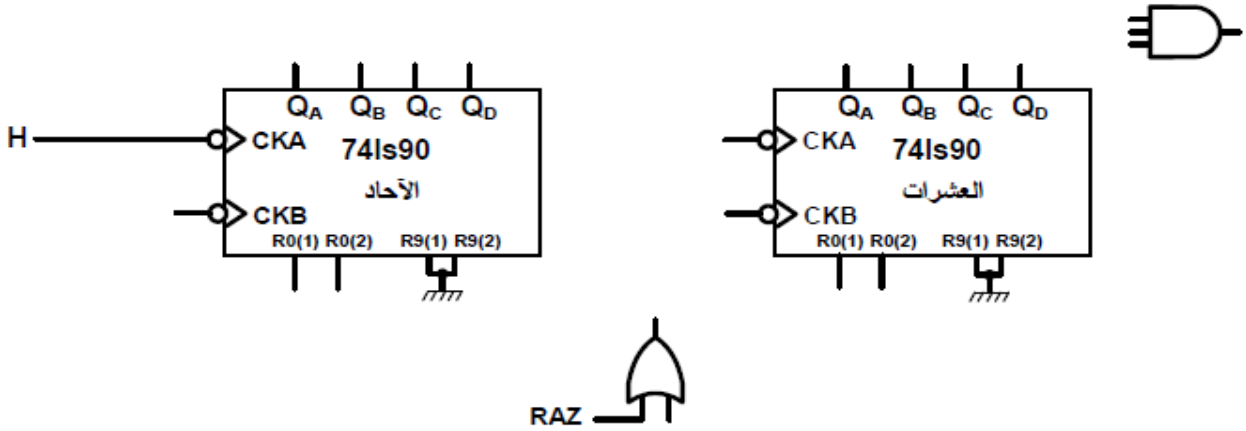 QA QB QC QD
H CKA 74ls90
الآحاد
CKB
R0(1) R0(2) R9(1) R9(2)
QA QB QC QD
CKA 74ls90
العشرات
CKB
R0(1) R0(2) R9(1) R9(2)
RAZ